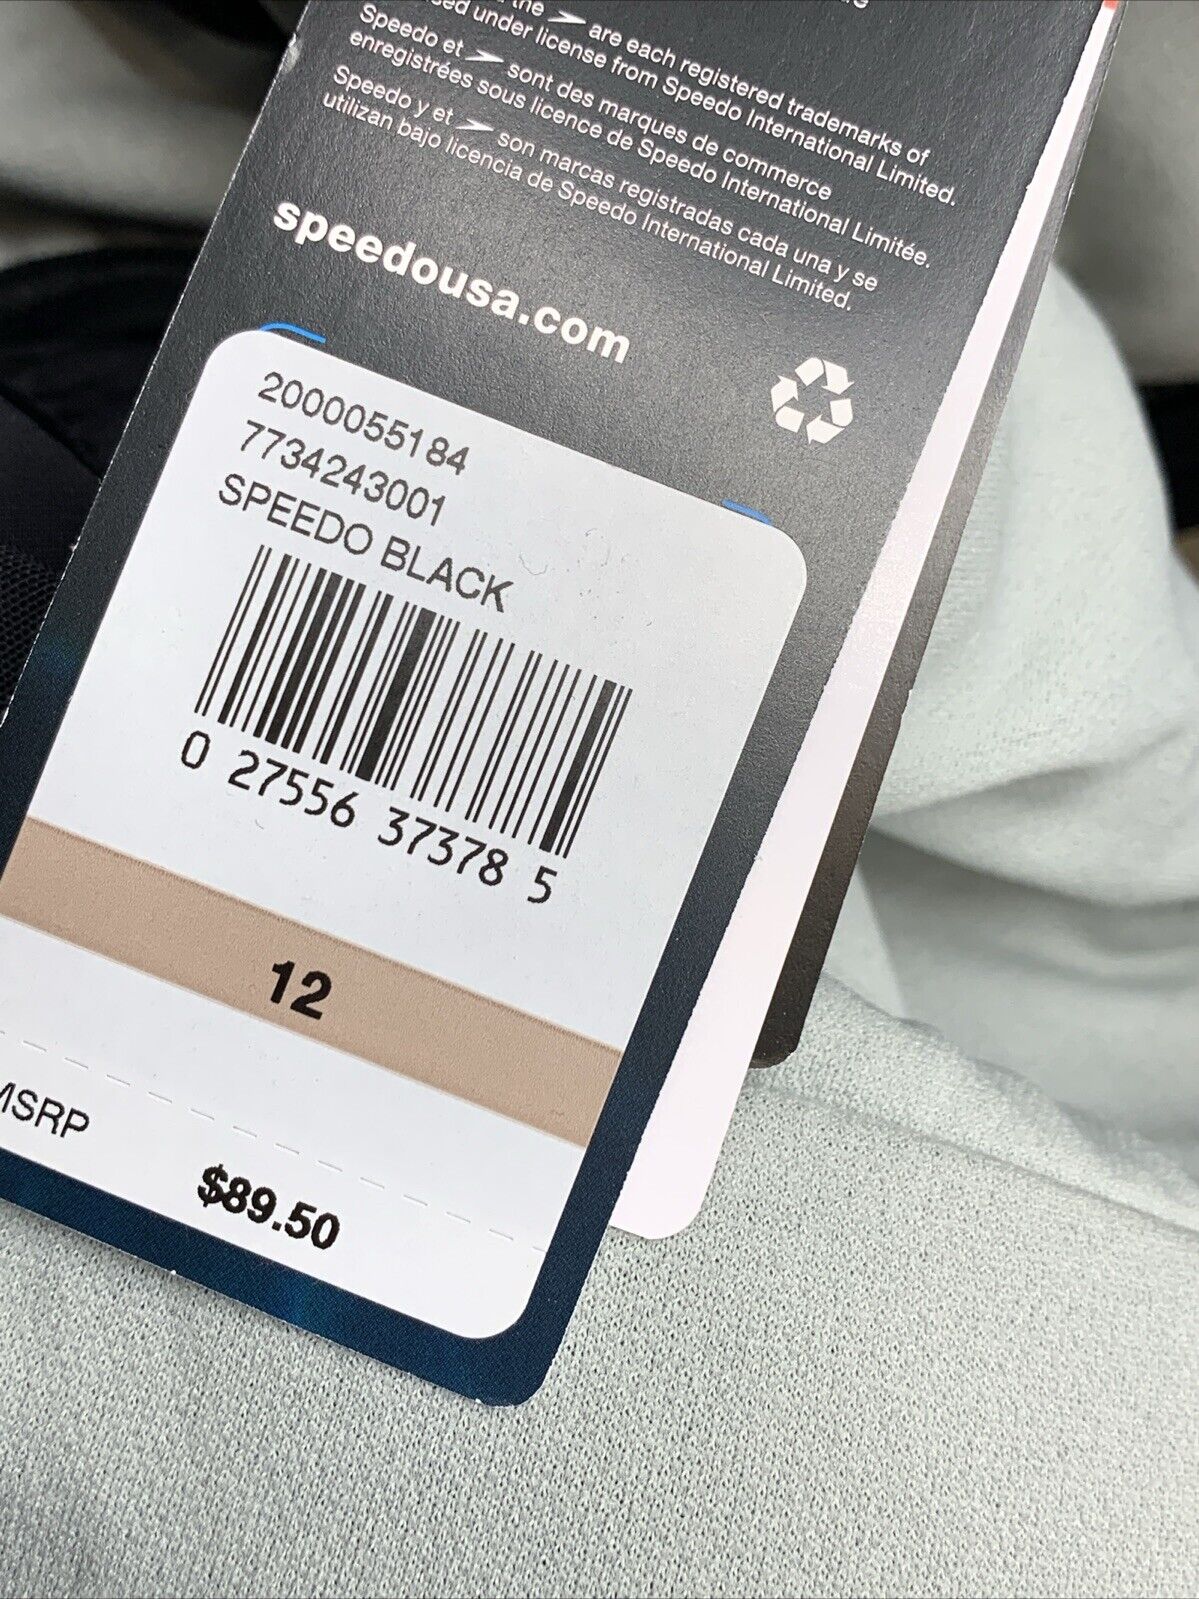 the are each registered trademarks of
under license from Speedo International Limited.
Speedo et sont des marques de commerce
enregistrées sous licence de Speedo International Limitée.
Speedo y et son marcas registradas cada una y se
utilizan bajo licencia de Speedo International Limited.
speedousa.com
2000055184
7734243001
SPEEDO BLACK
0 27556 37378 5
12
MSRP
$89.50